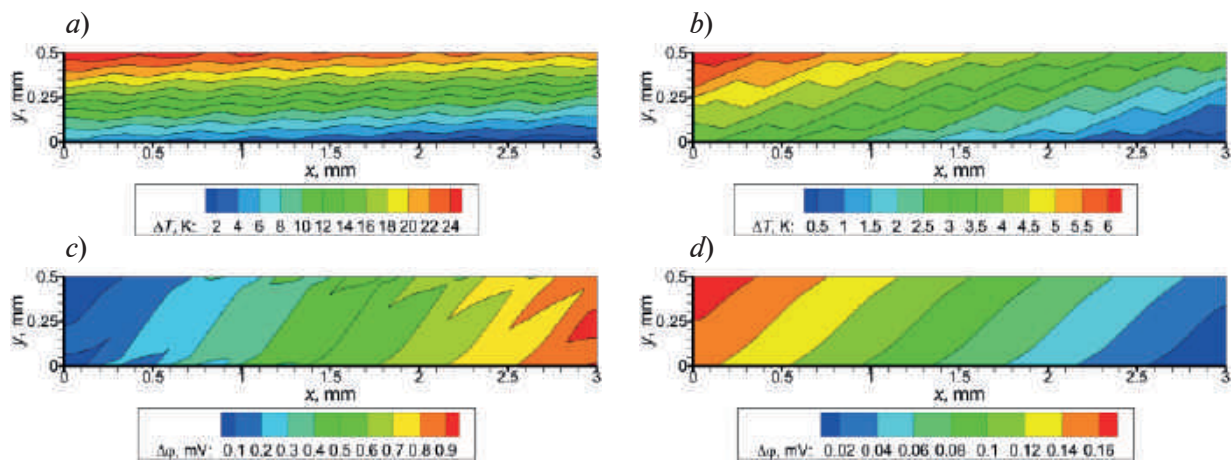 a)
b)
0.5
0.25
0
y, mm
0 0.5 1 1.5 2 2.5 3
x, mm
ΔT, K: 2 4 6 8 10 12 14 16 18 20 22 24
0.5
0.25
0
y, mm
0 0.5 1 1.5 2 2.5 3
x, mm
ΔT, K: 0.5 1 1.5 2 2.5 3 3.5 4 4.5 5 5.5 6
c)
d)
0.5
0.25
0
y, mm
0 0.5 1 1.5 2 2.5 3
x, mm
Δφ, mV: 0.1 0.2 0.3 0.4 0.5 0.6 0.7 0.8 0.9
0.5
0.25
0
y, mm
0 0.5 1 1.5 2 2.5 3
x, mm
Δφ, mV: 0.02 0.04 0.06 0.08 0.1 0.12 0.14 0.16